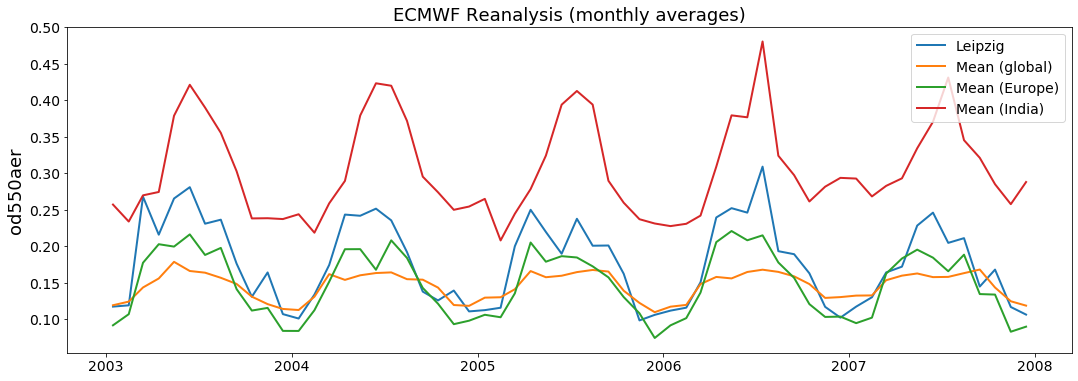 ECMWF Reanalysis (monthly averages)
od550aer
0.50
0.45
0.40
0.35
0.30
0.25
0.20
0.15
0.10
Leipzig
Mean (global)
Mean (Europe)
Mean (India)
2003 2004 2005 2006 2007 2008